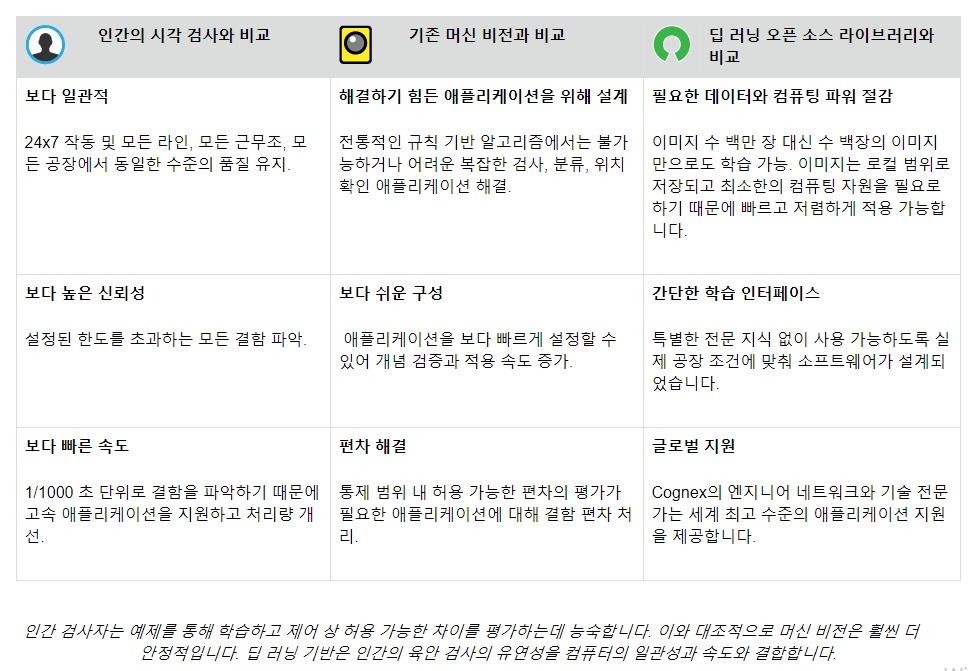 인간의 시각 검사와 비교
기존 머신 비전과 비교
딥 러닝 오픈 소스 라이브러리와
비교
보다 일관적
24x7 작동 및 모든 라인, 모든 근무조, 모
든 공장에서 동일한 수준의 품질 유지.
해결하기 힘든 애플리케이션을 위해 설계
전통적인 규칙 기반 알고리즘에서는 불가
능하거나 어려운 복잡한 검사, 분류, 위치
확인 애플리케이션 해결.
필요한 데이터와 컴퓨팅 파워 절감
이미지 수 백만 장 대신 수 백장의 이미지
만으로도 학습 가능. 이미지는 로컬 범위로
저장되고 최소한의 컴퓨팅 자원을 필요로
하기 때문에 빠르고 저렴하게 적용 가능합
니다.
보다 높은 신뢰성
설정된 한도를 초과하는 모든 결함 파악.
보다 쉬운 구성
애플리케이션을 보다 빠르게 설정할 수
있어 개념 검증과 적용 속도 증가.
간단한 학습 인터페이스
특별한 전문 지식 없이 사용 가능하도록 실
제 공장 조건에 맞춰 소프트웨어가 설계되
었습니다.
보다 빠른 속도
1/1000 초 단위로 결함을 파악하기 때문에
고속 애플리케이션을 지원하고 처리량 개
선.
편차 해결
통제 범위 내 허용 가능한 편차의 평가가
필요한 애플리케이션에 대해 결함 편차 처
리.
글로벌 지원
Cognex의 엔지니어 네트워크와 기술 전문
가는 세계 최고 수준의 애플리케이션 지원
을 제공합니다.
인간 검사자는 예제를 통해 학습하고 제어 상 허용 가능한 차이를 평가하는데 능숙합니다. 이와 대조적으로 머신 비전은 훨씬 더
안정적입니다. 딥 러닝 기반은 인간의 육안 검사의 유연성을 컴퓨터의 일관성과 속도와 결합합니다.